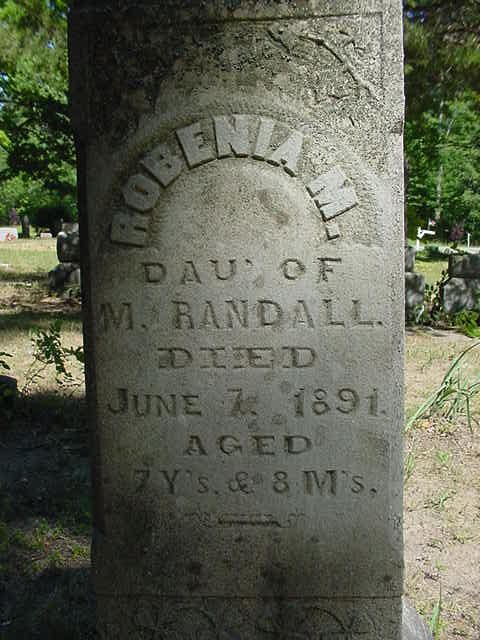 ROBENIA M.
DAU' OF
M. RANDALL.
DIED
JUNE 7. 1891.
AGED
7 Y's. & 8 M's.